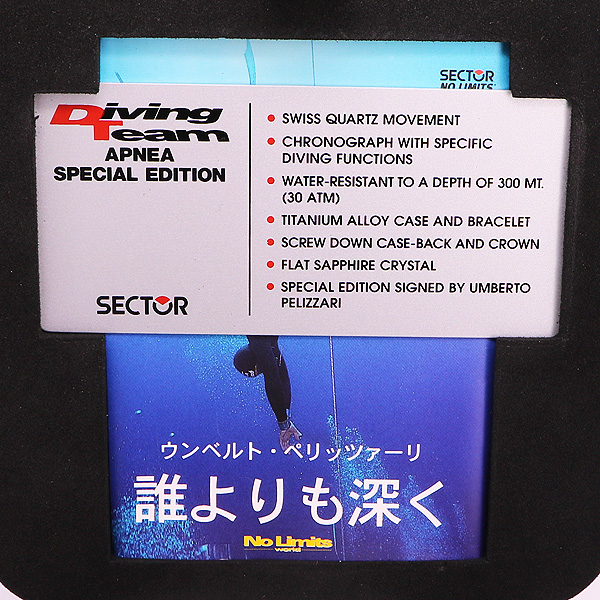 SECTOR
NO LIMITS
Diving
Team
APNEA
SPECIAL EDITION
SECTOR
• SWISS QUARTZ MOVEMENT
• CHRONOGRAPH WITH SPECIFIC
DIVING FUNCTIONS
• WATER-RESISTANT TO A DEPTH OF 300 MT.
(30 ATM)
• TITANIUM ALLOY CASE AND BRACELET
• SCREW DOWN CASE-BACK AND CROWN
• FLAT SAPPHIRE CRYSTAL
• SPECIAL EDITION SIGNED BY UMBERTO
PELIZZARI
ウンベルト・ペリッツァーリ
誰よりも深く
No Limits
world